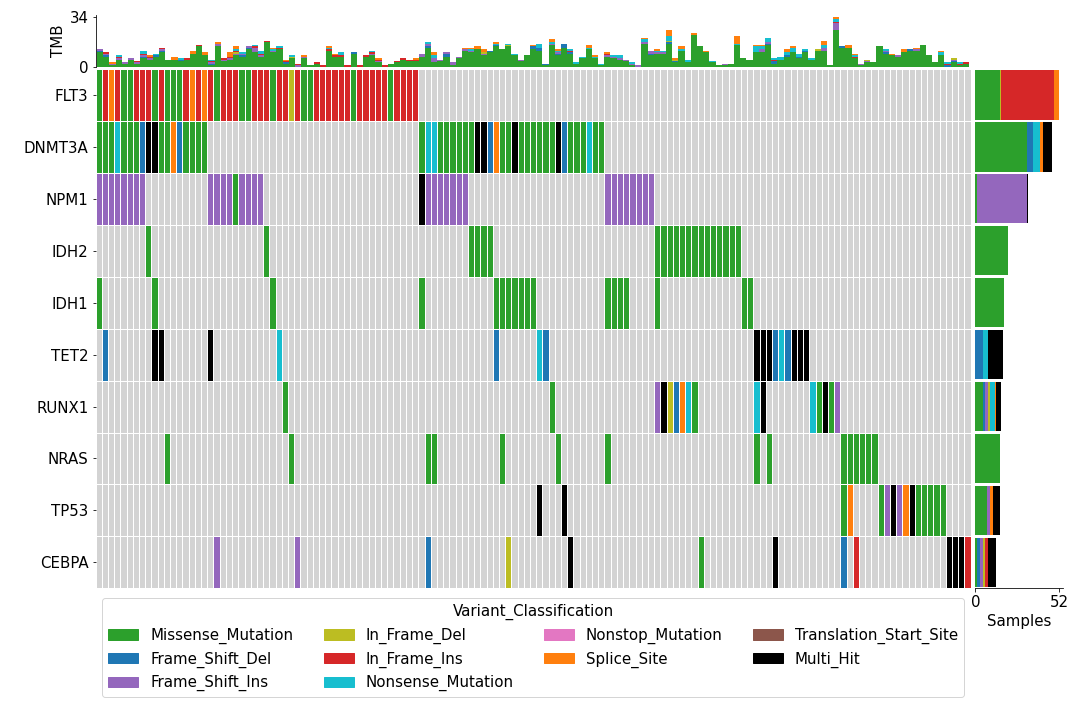 34
TMB
0
FLT3
DNMT3A
NPM1
IDH2
IDH1
TET2
RUNX1
NRAS
TP53
CEBPA
0 52
Samples
Variant_Classification
Missense_Mutation In_Frame_Del Nonstop_Mutation Translation_Start_Site
Frame_Shift_Del In_Frame_Ins Splice_Site Multi_Hit
Frame_Shift_Ins Nonsense_Mutation